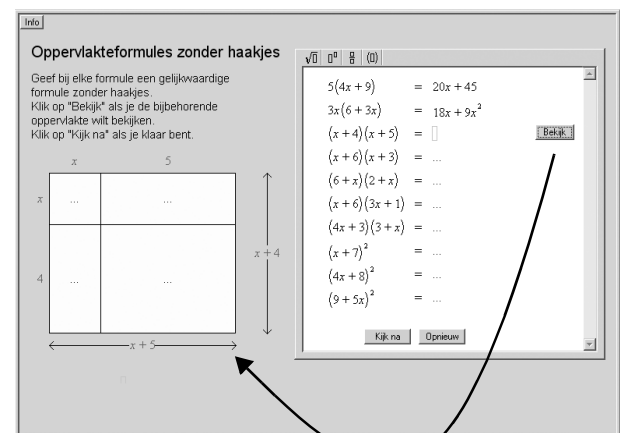 Info
Oppervlakteformules zonder haakjes
Geef bij elke formule een gelijkwaardige
formule zonder haakjes.
Klik op "Bekijk" als je de bijbehorende
oppervlakte wilt bekijken.
Klik op "Kijk na" als je klaar bent.
x 5
x ... ...
x + 4
4 ... ...
x + 5
5(4x + 9) = 20x + 45
3x(6 + 3x) = 18x + 9x²
(x + 4)(x + 5) = Bekijk
(x + 6)(x + 3) = ...
(6 + x)(2 + x) = ...
(x + 6)(3x + 1) = ...
(4x + 3)(3 + x) = ...
(x + 7)² = ...
(4x + 8)² = ...
(9 + 5x)² = ...
Kijk na Opnieuw